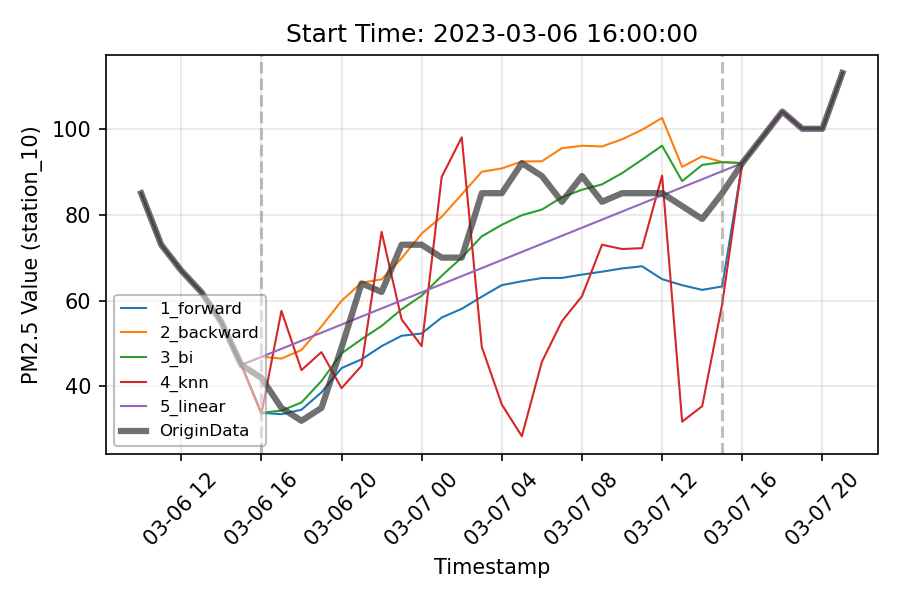 Start Time: 2023-03-06 16:00:00
PM2.5 Value (station_10)
100
80
60
40
1_forward
2_backward
3_bi
4_knn
5_linear
OriginData
03-06 12
03-06 16
03-06 20
03-07 00
03-07 04
03-07 08
03-07 12
03-07 16
03-07 20
Timestamp